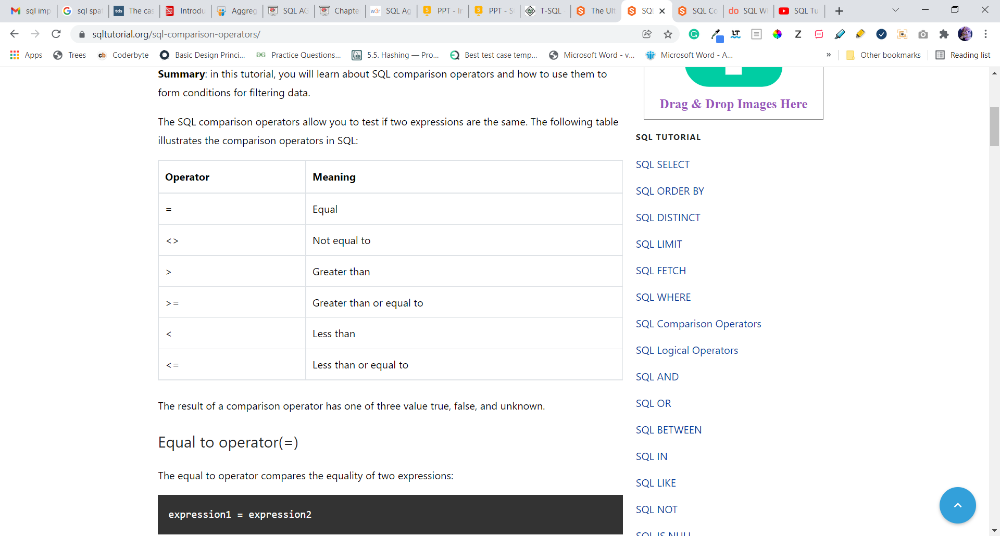 sql imp
sql spa
tds The cas
Introdu
Aggreg
SQL AG
Chapte
w3r SQL Ag
PPT - In
PPT - S
T-SQL
The Ult
SQL
SQL Co
do SQL W
SQL Tu
sqltutorial.org/sql-comparison-operators/
Apps
Trees
cb Coderbyte
Basic Design Princi...
Practice Questions...
5.5. Hashing — Pro...
Best test case temp...
Microsoft Word - v...
Microsoft Word - A...
»
Other bookmarks
Reading list
Summary: in this tutorial, you will learn about SQL comparison operators and how to use them to
form conditions for filtering data.
The SQL comparison operators allow you to test if two expressions are the same. The following table
illustrates the comparison operators in SQL:
Operator Meaning
= Equal
<> Not equal to
> Greater than
>= Greater than or equal to
< Less than
<= Less than or equal to
The result of a comparison operator has one of three value true, false, and unknown.
Equal to operator(=)
The equal to operator compares the equality of two expressions:
expression1 = expression2
Drag & Drop Images Here
SQL TUTORIAL
SQL SELECT
SQL ORDER BY
SQL DISTINCT
SQL LIMIT
SQL FETCH
SQL WHERE
SQL Comparison Operators
SQL Logical Operators
SQL AND
SQL OR
SQL BETWEEN
SQL IN
SQL LIKE
SQL NOT
SQL IS NULL